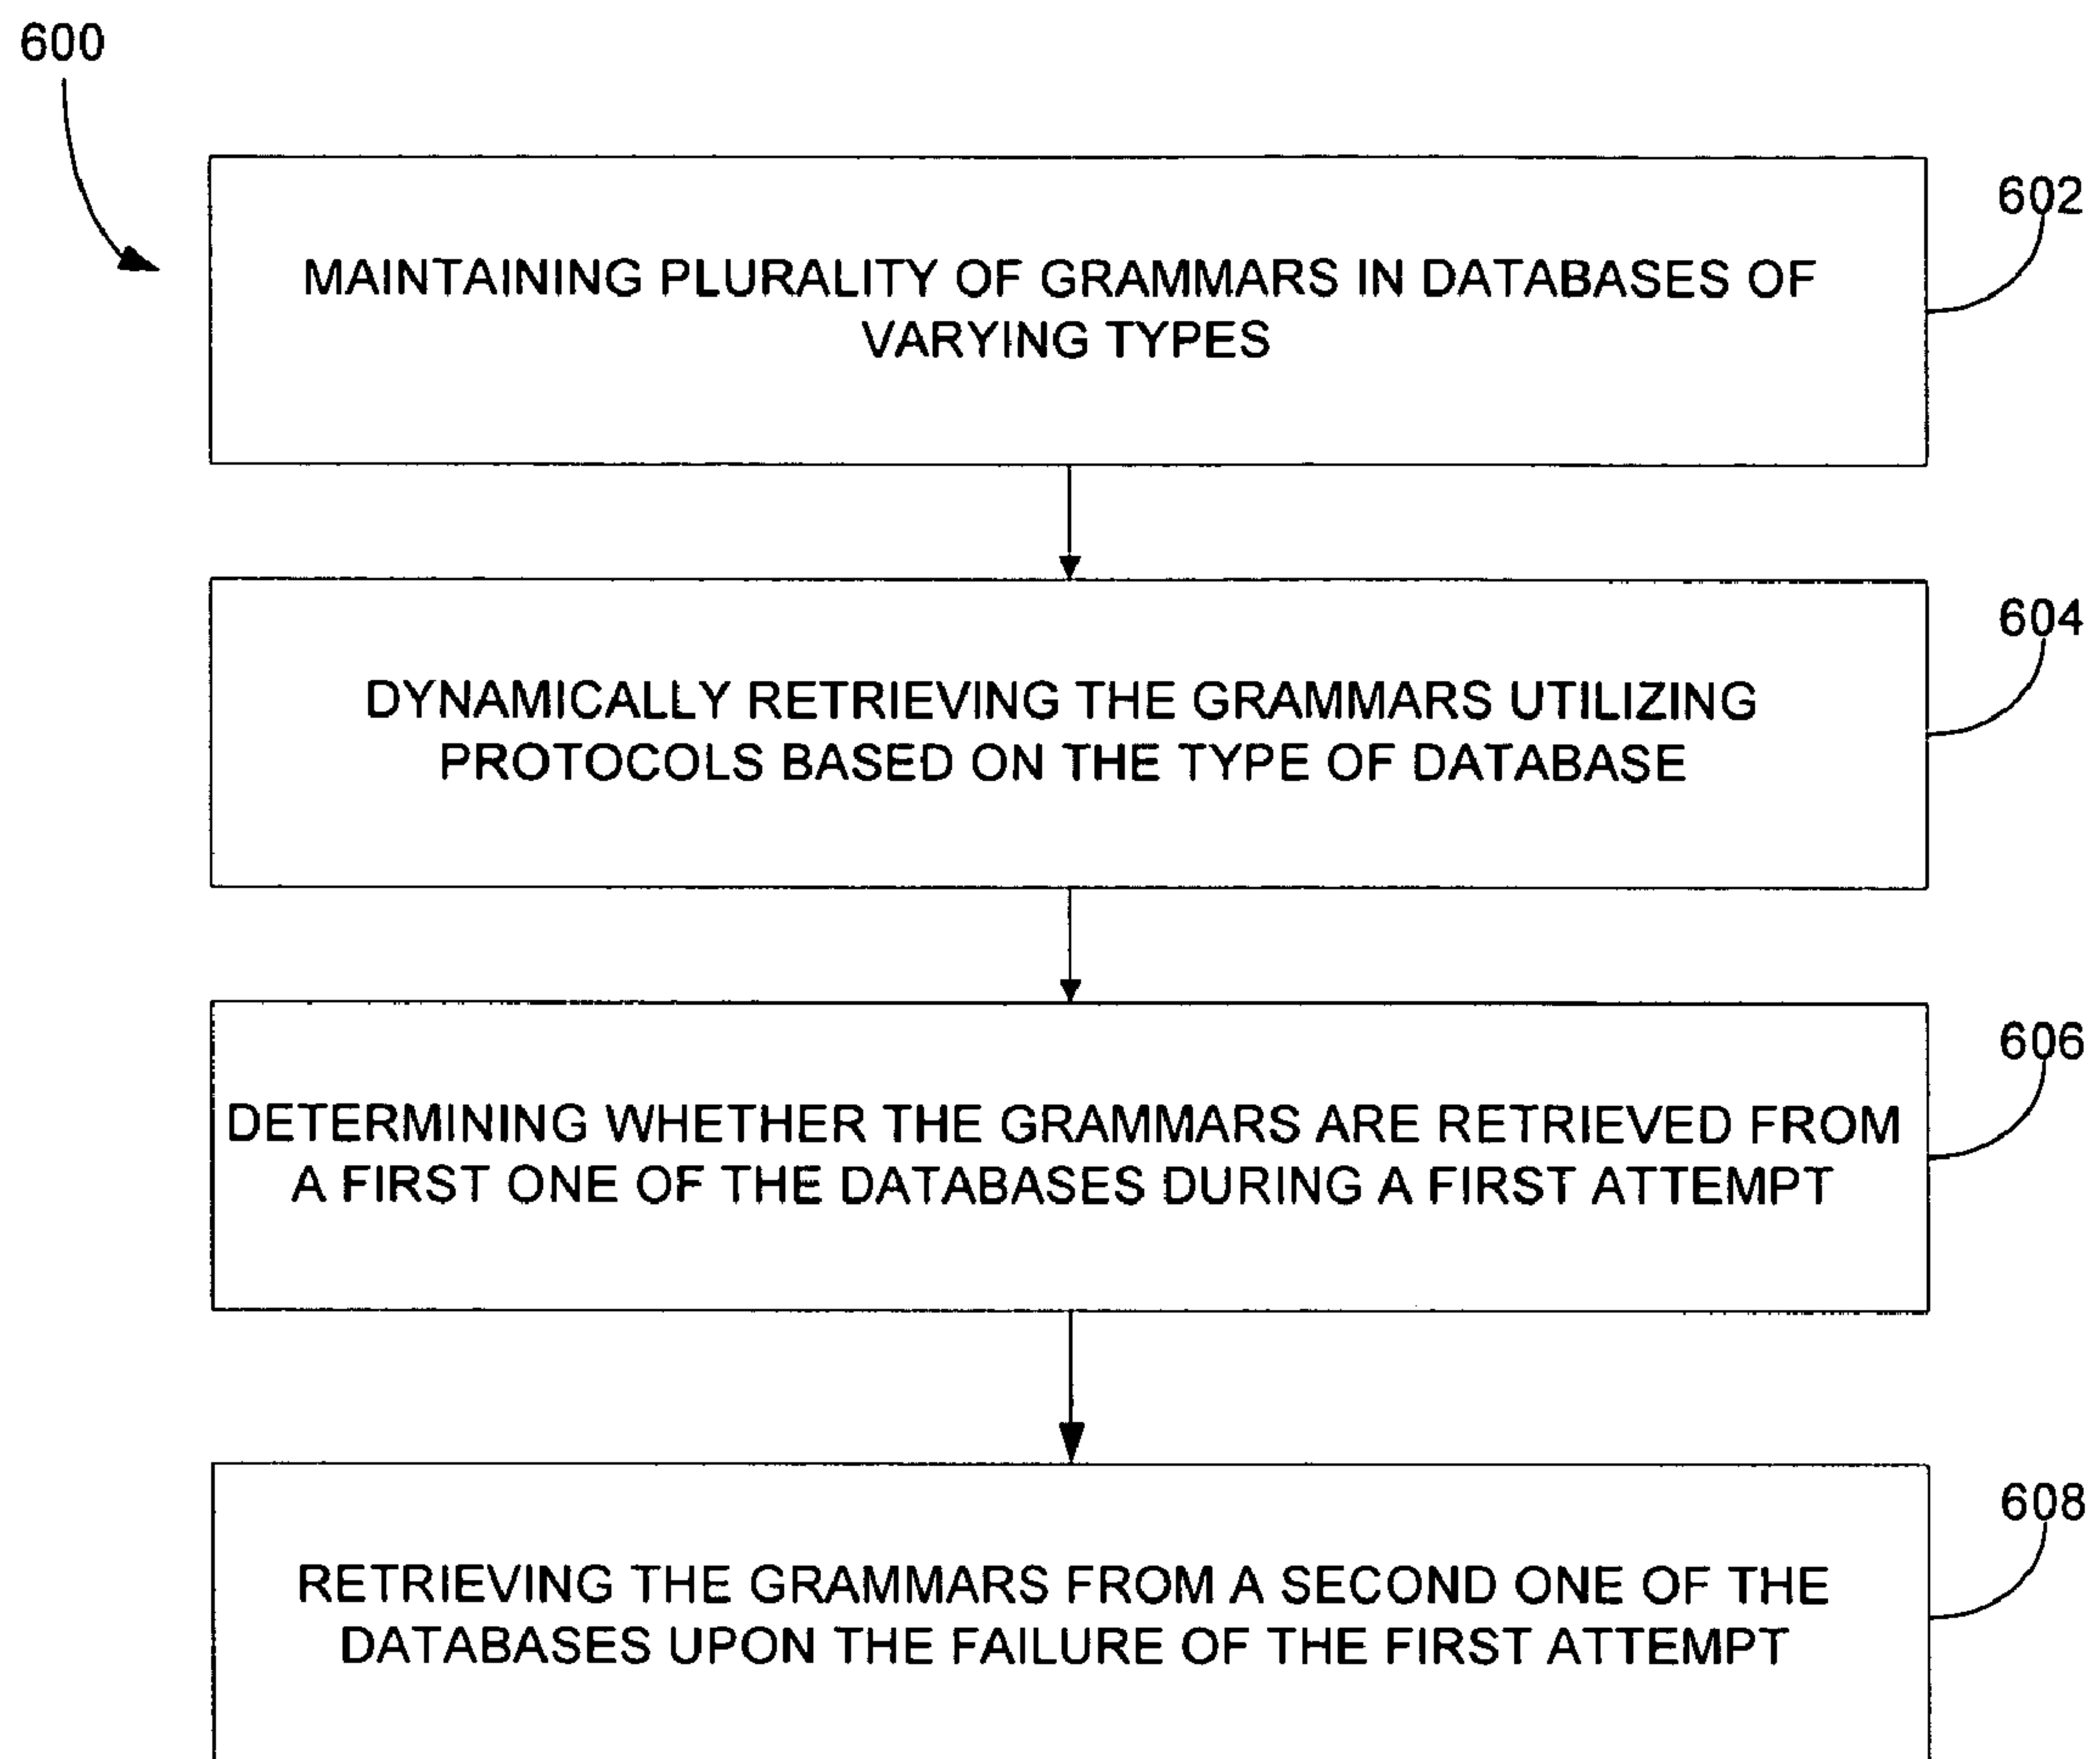 600
602
MAINTAINING PLURALITY OF GRAMMARS IN DATABASES OF
VARYING TYPES
604
DYNAMICALLY RETRIEVING THE GRAMMARS UTILIZING
PROTOCOLS BASED ON THE TYPE OF DATABASE
606
DETERMINING WHETHER THE GRAMMARS ARE RETRIEVED FROM
A FIRST ONE OF THE DATABASES DURING A FIRST ATTEMPT
608
RETRIEVING THE GRAMMARS FROM A SECOND ONE OF THE
DATABASES UPON THE FAILURE OF THE FIRST ATTEMPT